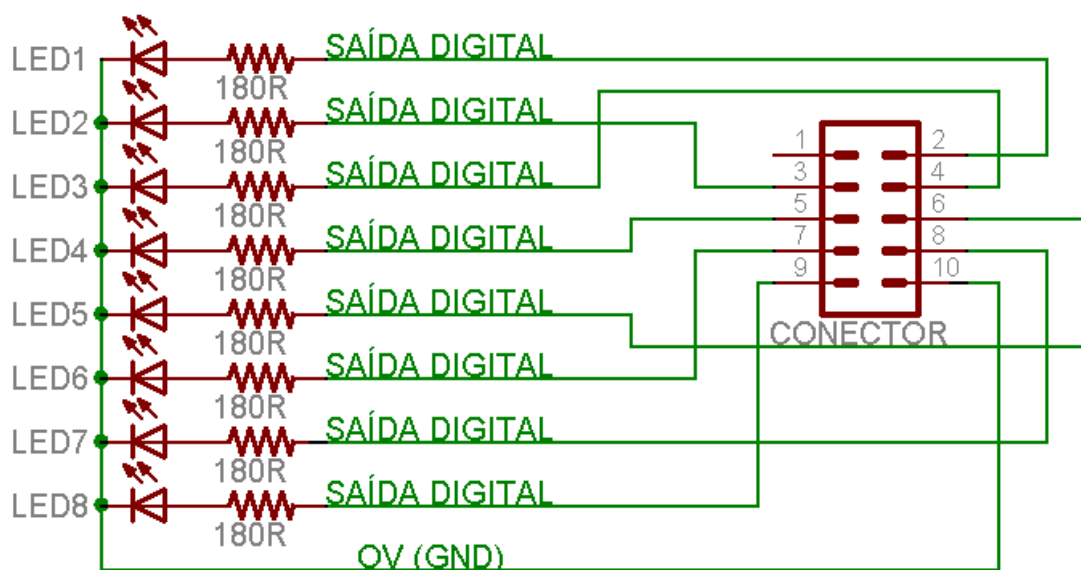 LED1 SAÍDA DIGITAL
180R
LED2 SAÍDA DIGITAL
180R
LED3 SAÍDA DIGITAL
180R
LED4 SAÍDA DIGITAL
180R
LED5 SAÍDA DIGITAL
180R
LED6 SAÍDA DIGITAL
180R
LED7 SAÍDA DIGITAL
180R
LED8 SAÍDA DIGITAL
180R
OV (GND)
1 2
3 4
5 6
7 8
9 10
CONECTOR